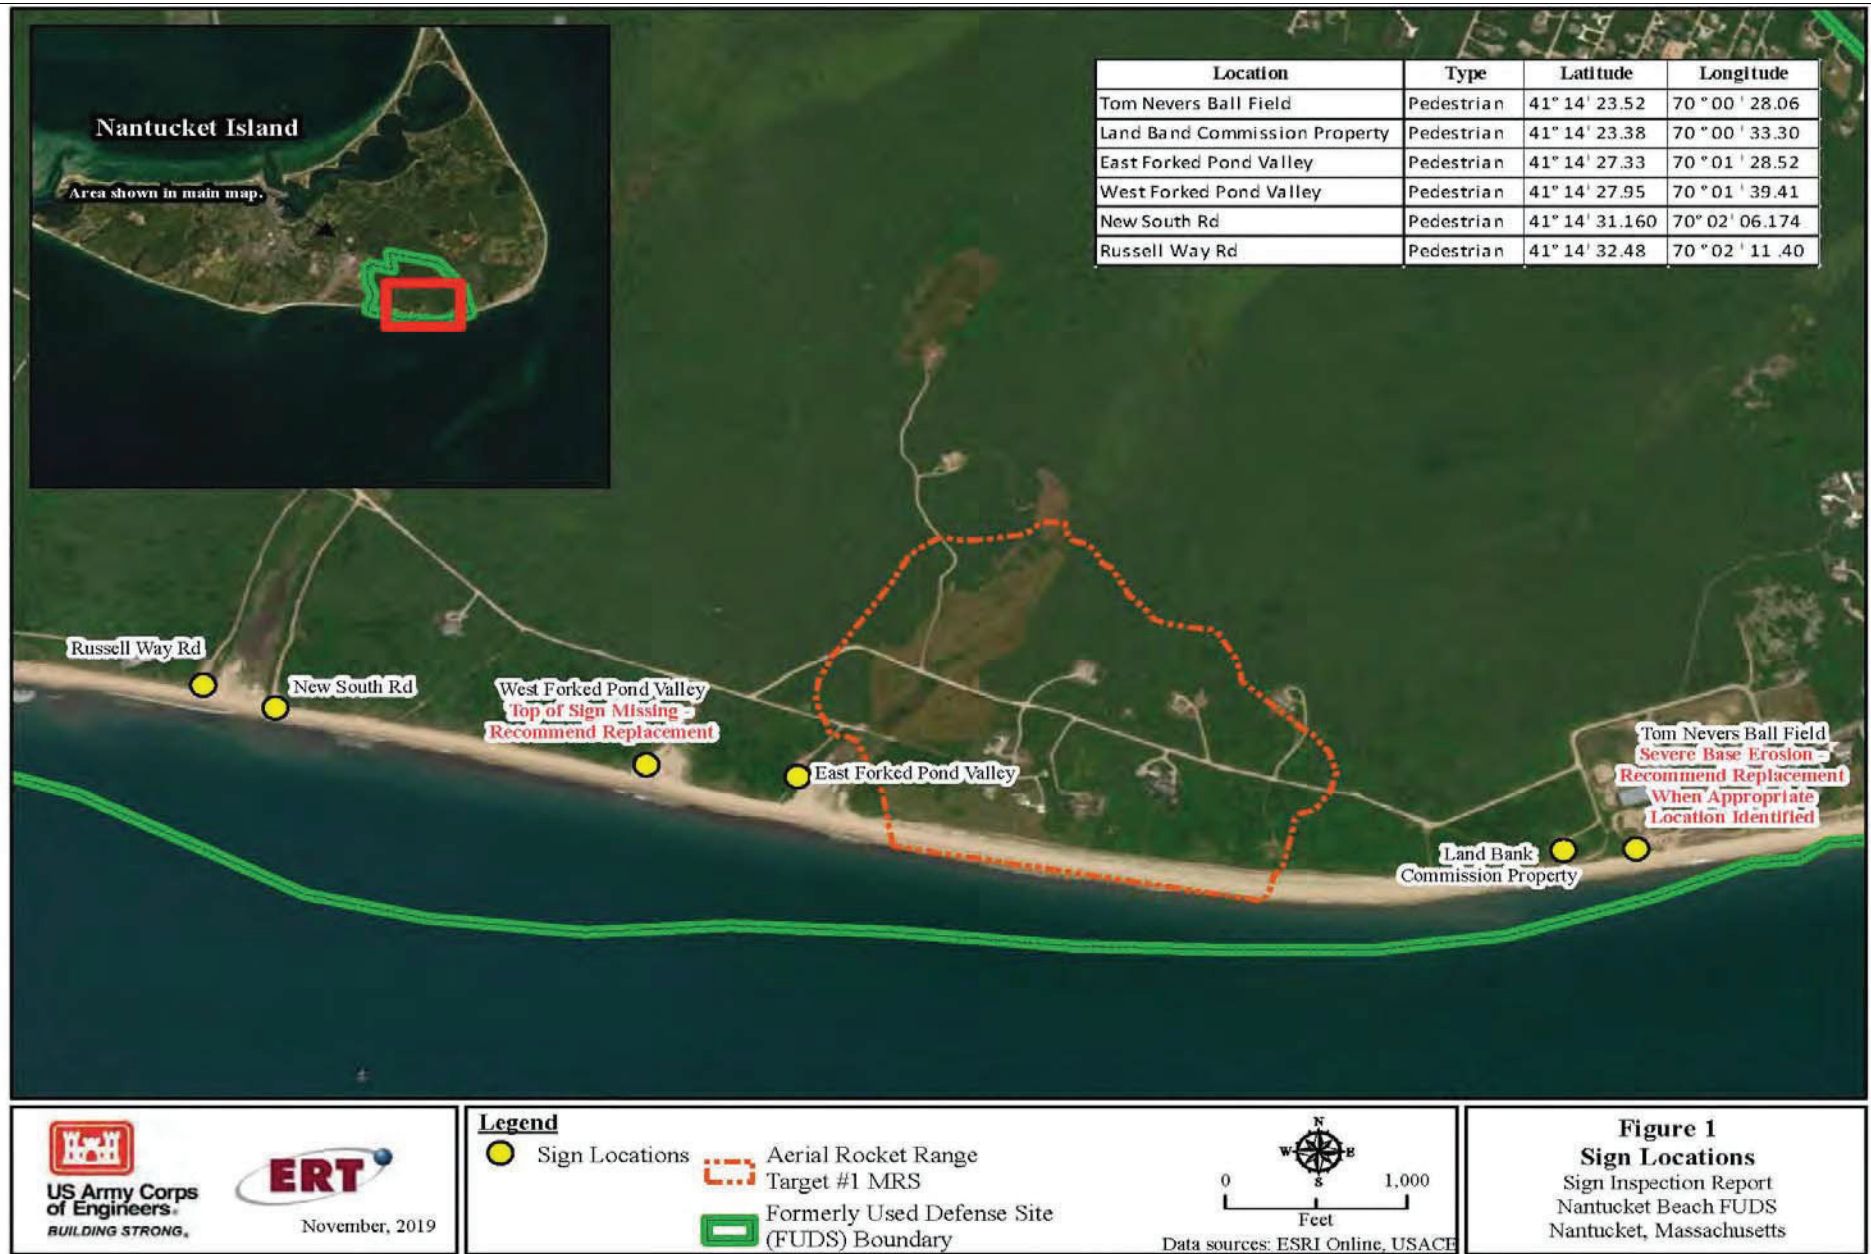 Nantucket Island
Area shown in main map.
Location Type Latitude Longitude
Tom Nevers Ball Field Pedestrian 41° 14' 23.52 70 ° 00 ' 28.06
Land Band Commission Property Pedestrian 41° 14' 23.38 70 ° 00 ' 33.30
East Forked Pond Valley Pedestrian 41° 14' 27.33 70 ° 01 ' 28.52
West Forked Pond Valley Pedestrian 41° 14' 27.95 70 ° 01 ' 39.41
New South Rd Pedestrian 41° 14' 31.160 70° 02' 06.174
Russell Way Rd Pedestrian 41° 14' 32.48 70 ° 02 ' 11 .40
Russell Way Rd
New South Rd
West Forked Pond Valley
Top of Sign Missing -
Recommend Replacement
East Forked Pond Valley
Tom Nevers Ball Field
Severe Base Erosion -
Recommend Replacement
When Appropriate
Location Identified
Land Bank
Commission Property
US Army Corps
of Engineers®
BUILDING STRONG®
ERT
November, 2019
Legend
Sign Locations
Aerial Rocket Range
Target #1 MRS
Formerly Used Defense Site
(FUDS) Boundary
N
W E
S
0 1,000
Feet
Data sources: ESRI Online, USACE
Figure 1
Sign Locations
Sign Inspection Report
Nantucket Beach FUDS
Nantucket, Massachusetts